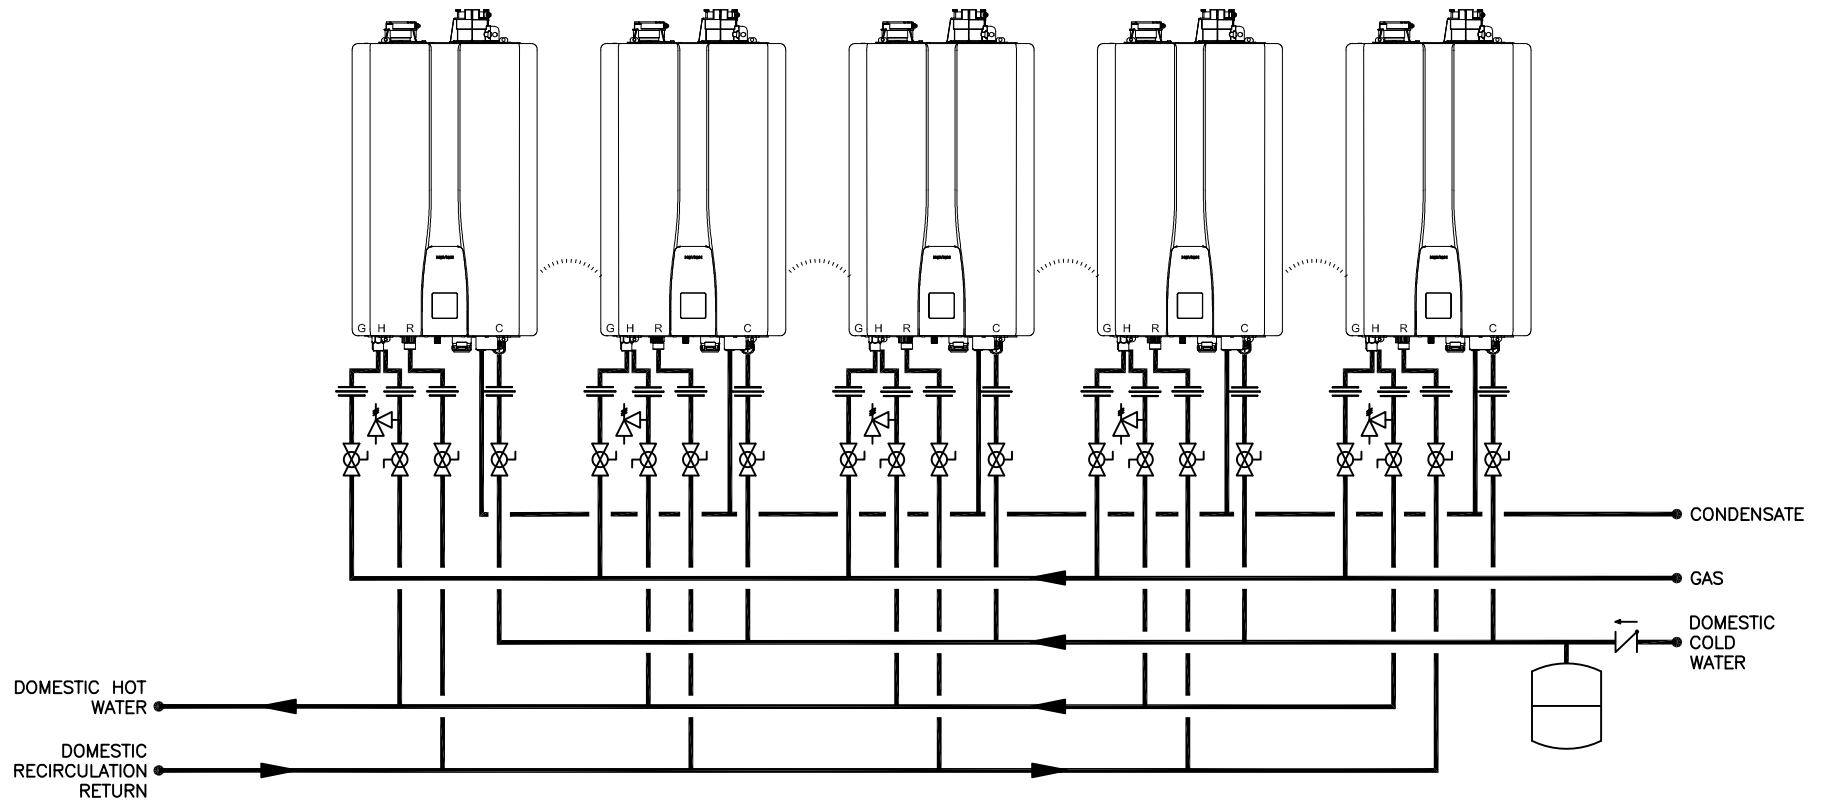 G H R C
G H R C
G H R C
G H R C
G H R C
CONDENSATE
GAS
DOMESTIC
COLD
WATER
DOMESTIC HOT
WATER
DOMESTIC
RECIRCULATION
RETURN